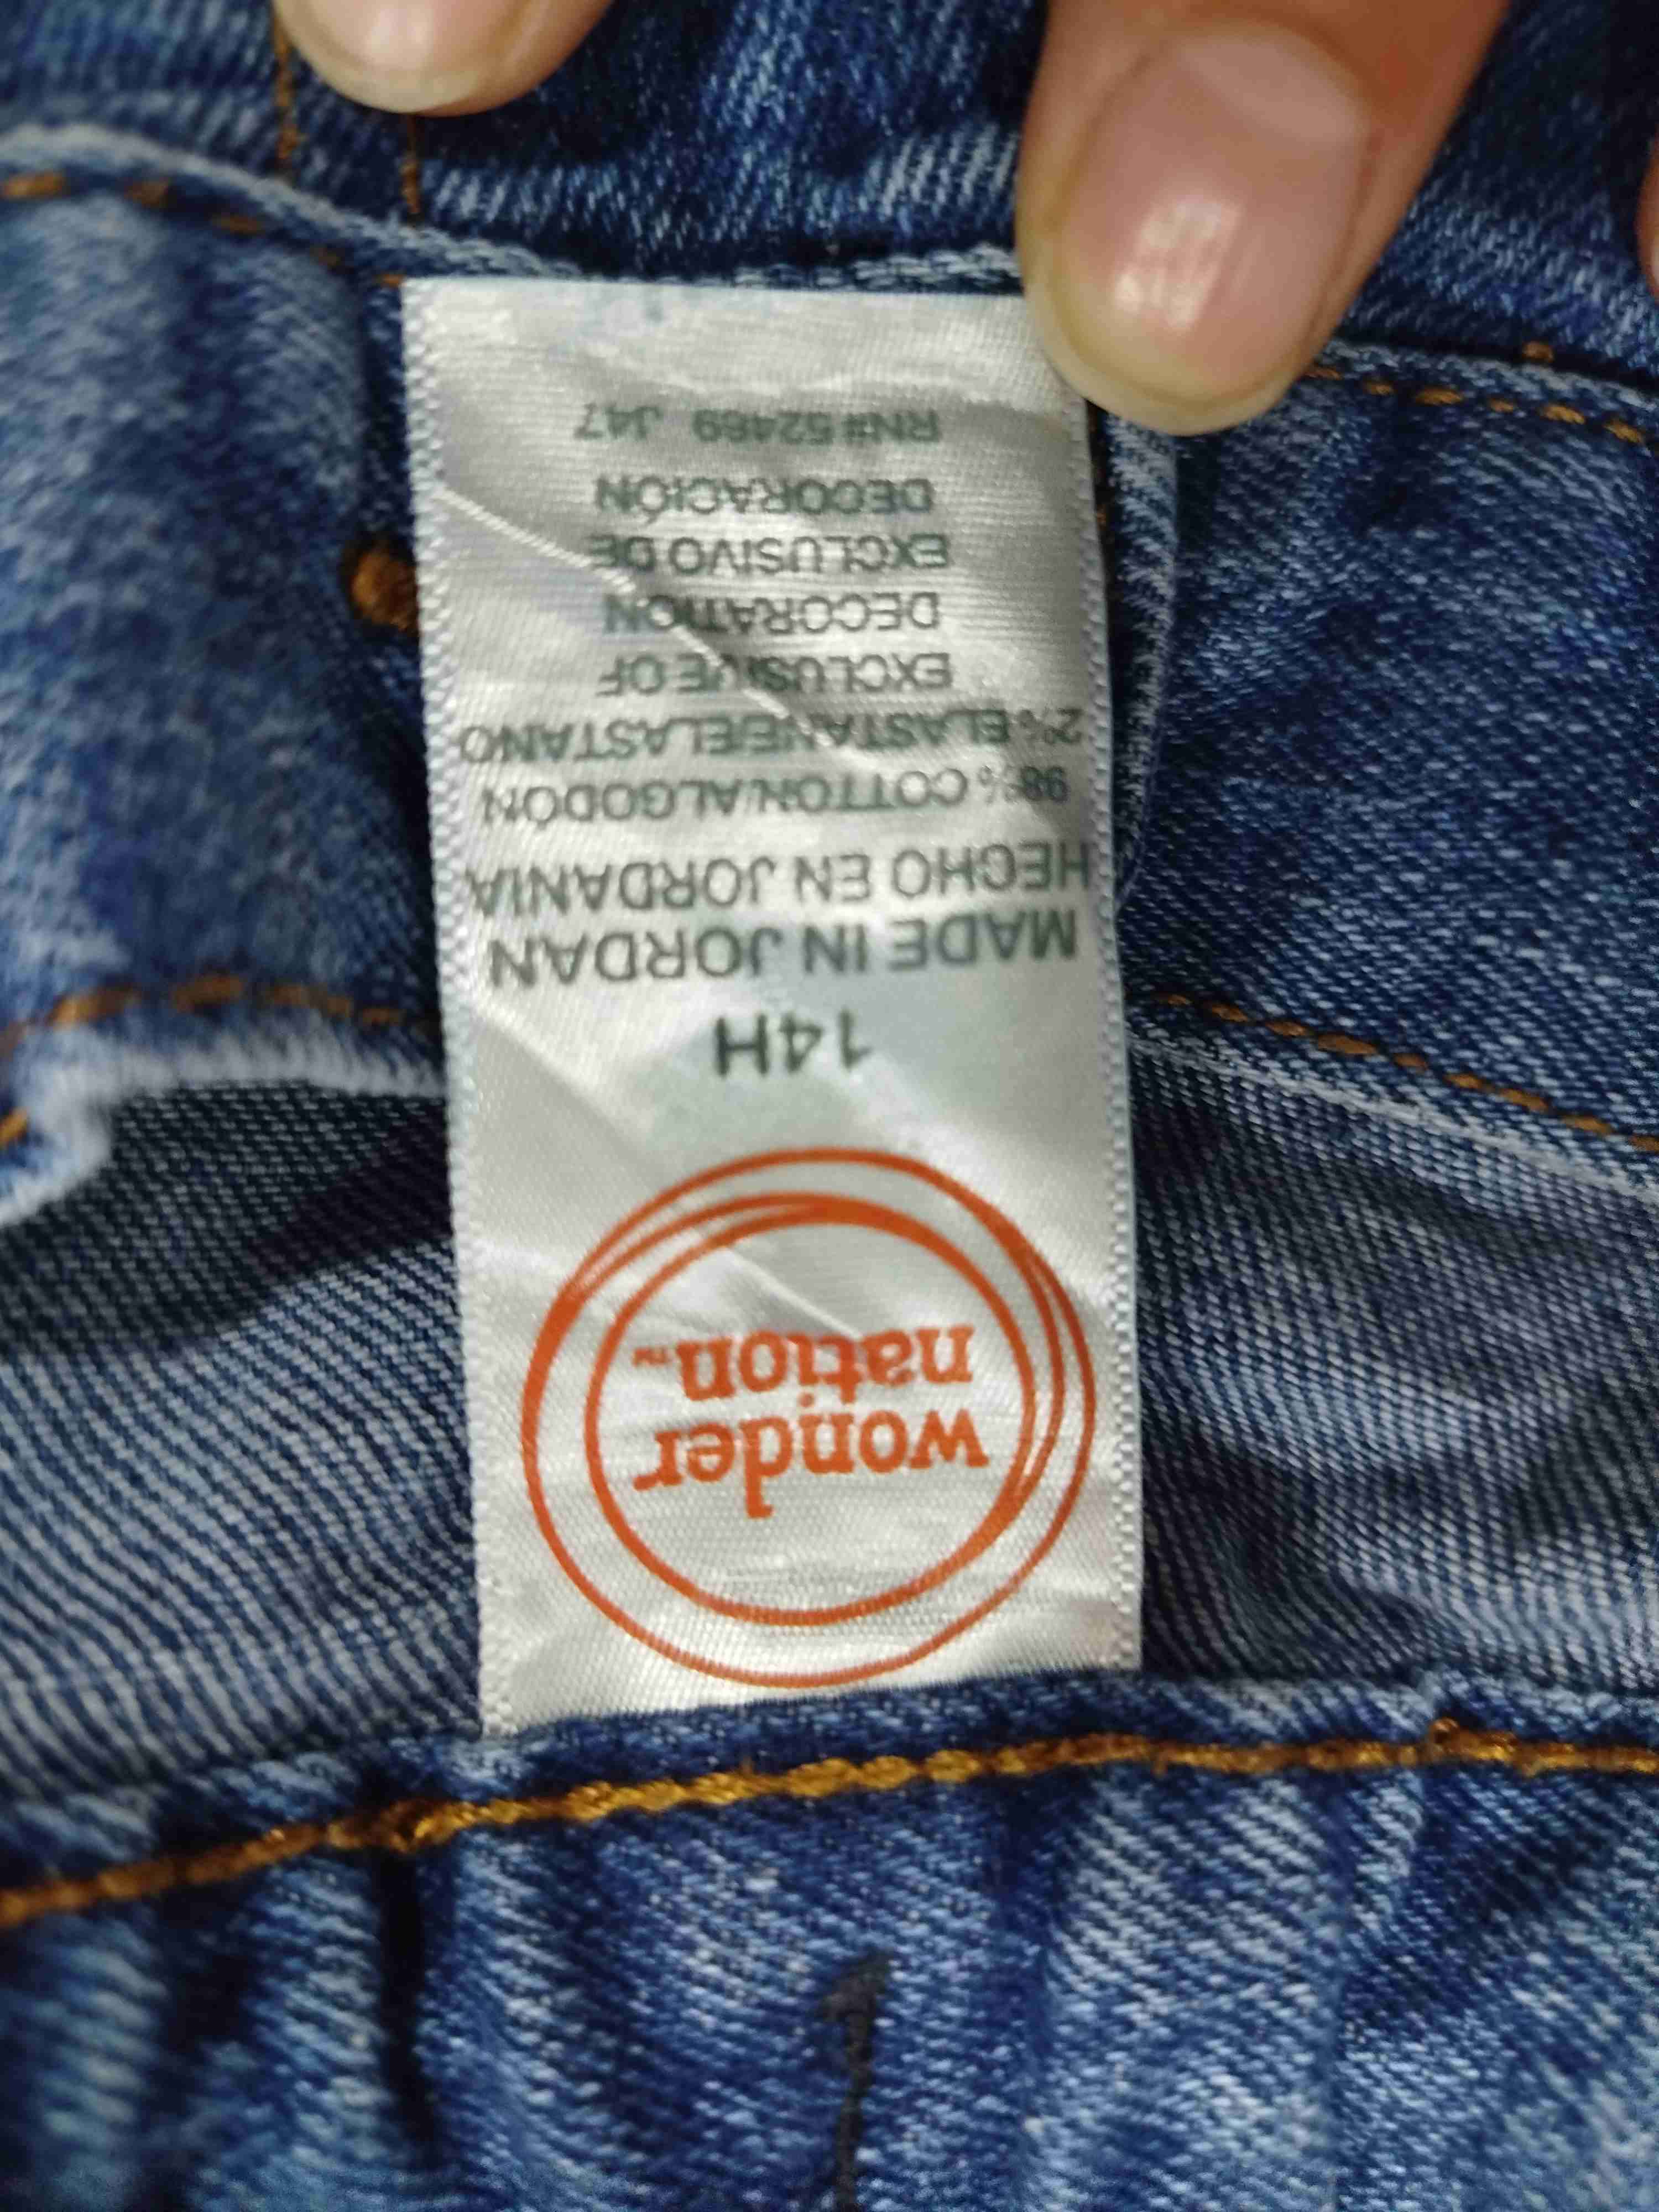 wonder
nation™
14H
MADE IN JORDAN
HECHO EN JORDANIA
98% COTTON/ALGODÓN
2% ELASTANE/ELASTANO
EXCLUSIVE OF
DECORATION
EXCLUSIVO DE
DECORACIÓN
RN# 52469 J47